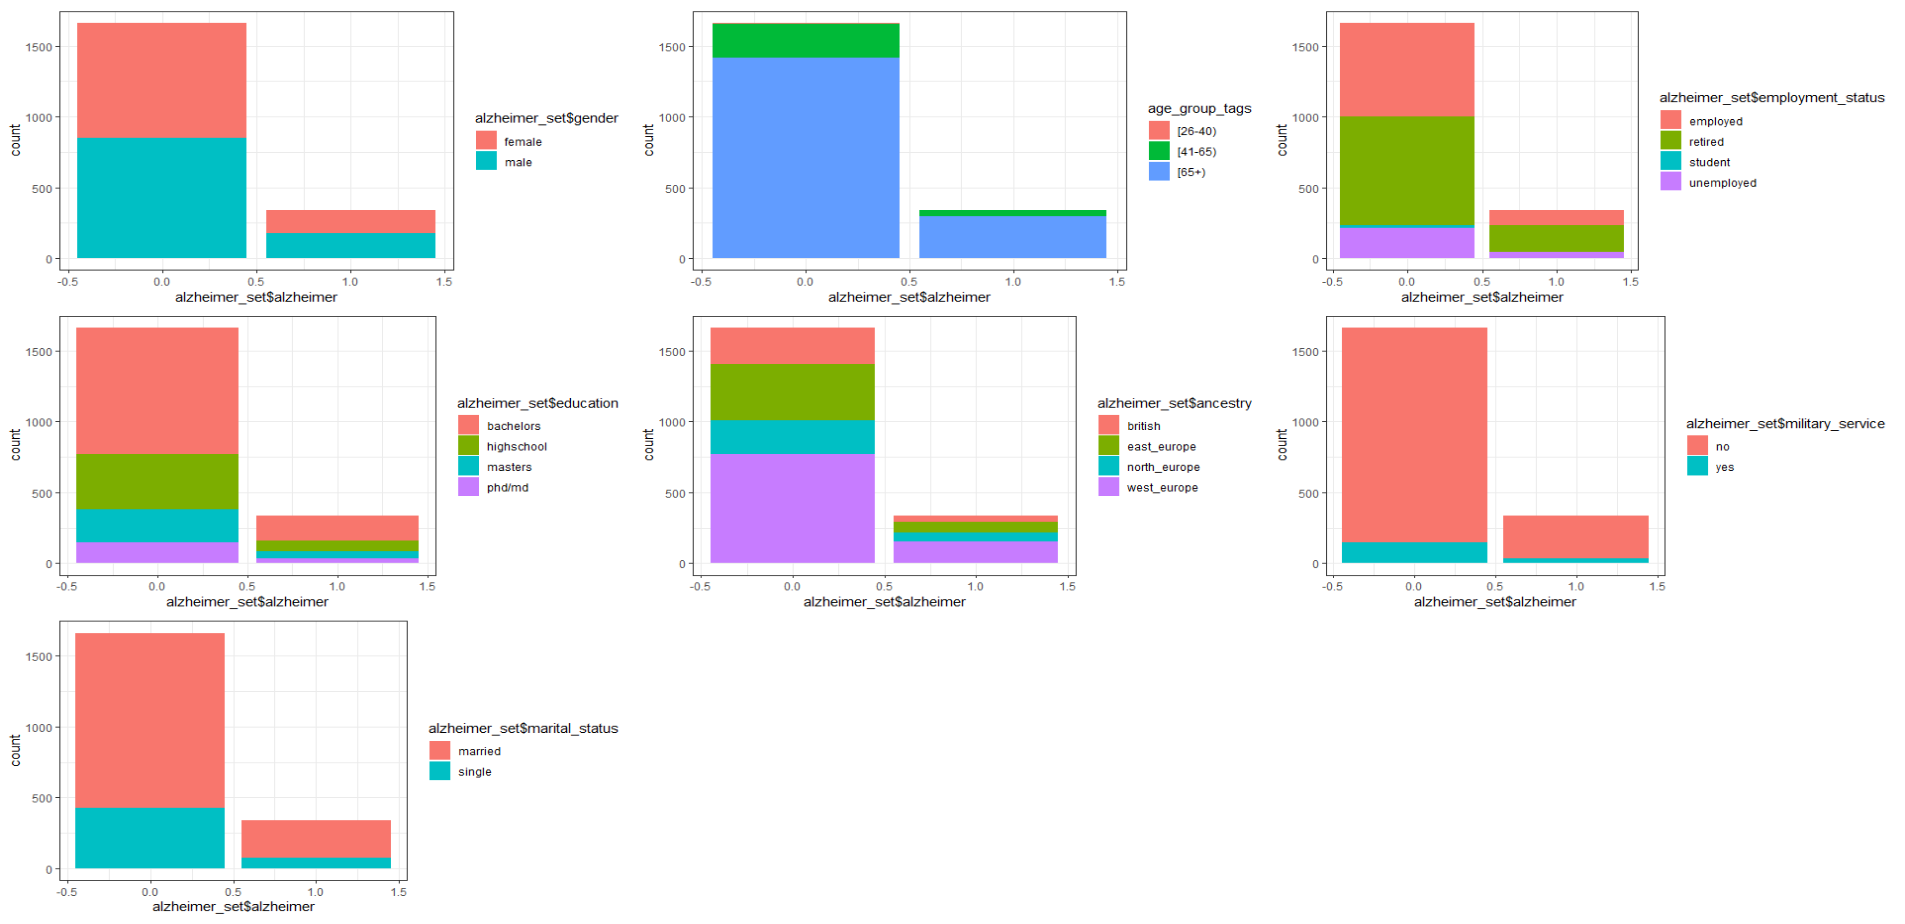 count
1500
1000
500
0
-0.5 0.0 0.5 1.0 1.5
alzheimer_set$alzheimer
alzheimer_set$gender
female
male
count
1500
1000
500
0
-0.5 0.0 0.5 1.0 1.5
alzheimer_set$alzheimer
age_group_tags
[26-40)
[41-65)
[65+)
count
1500
1000
500
0
-0.5 0.0 0.5 1.0 1.5
alzheimer_set$alzheimer
alzheimer_set$employment_status
employed
retired
student
unemployed
count
1500
1000
500
0
-0.5 0.0 0.5 1.0 1.5
alzheimer_set$alzheimer
alzheimer_set$education
bachelors
highschool
masters
phd/md
count
1500
1000
500
0
-0.5 0.0 0.5 1.0 1.5
alzheimer_set$alzheimer
alzheimer_set$ancestry
british
east_europe
north_europe
west_europe
count
1500
1000
500
0
-0.5 0.0 0.5 1.0 1.5
alzheimer_set$alzheimer
alzheimer_set$military_service
no
yes
count
1500
1000
500
0
-0.5 0.0 0.5 1.0 1.5
alzheimer_set$alzheimer
alzheimer_set$marital_status
married
single